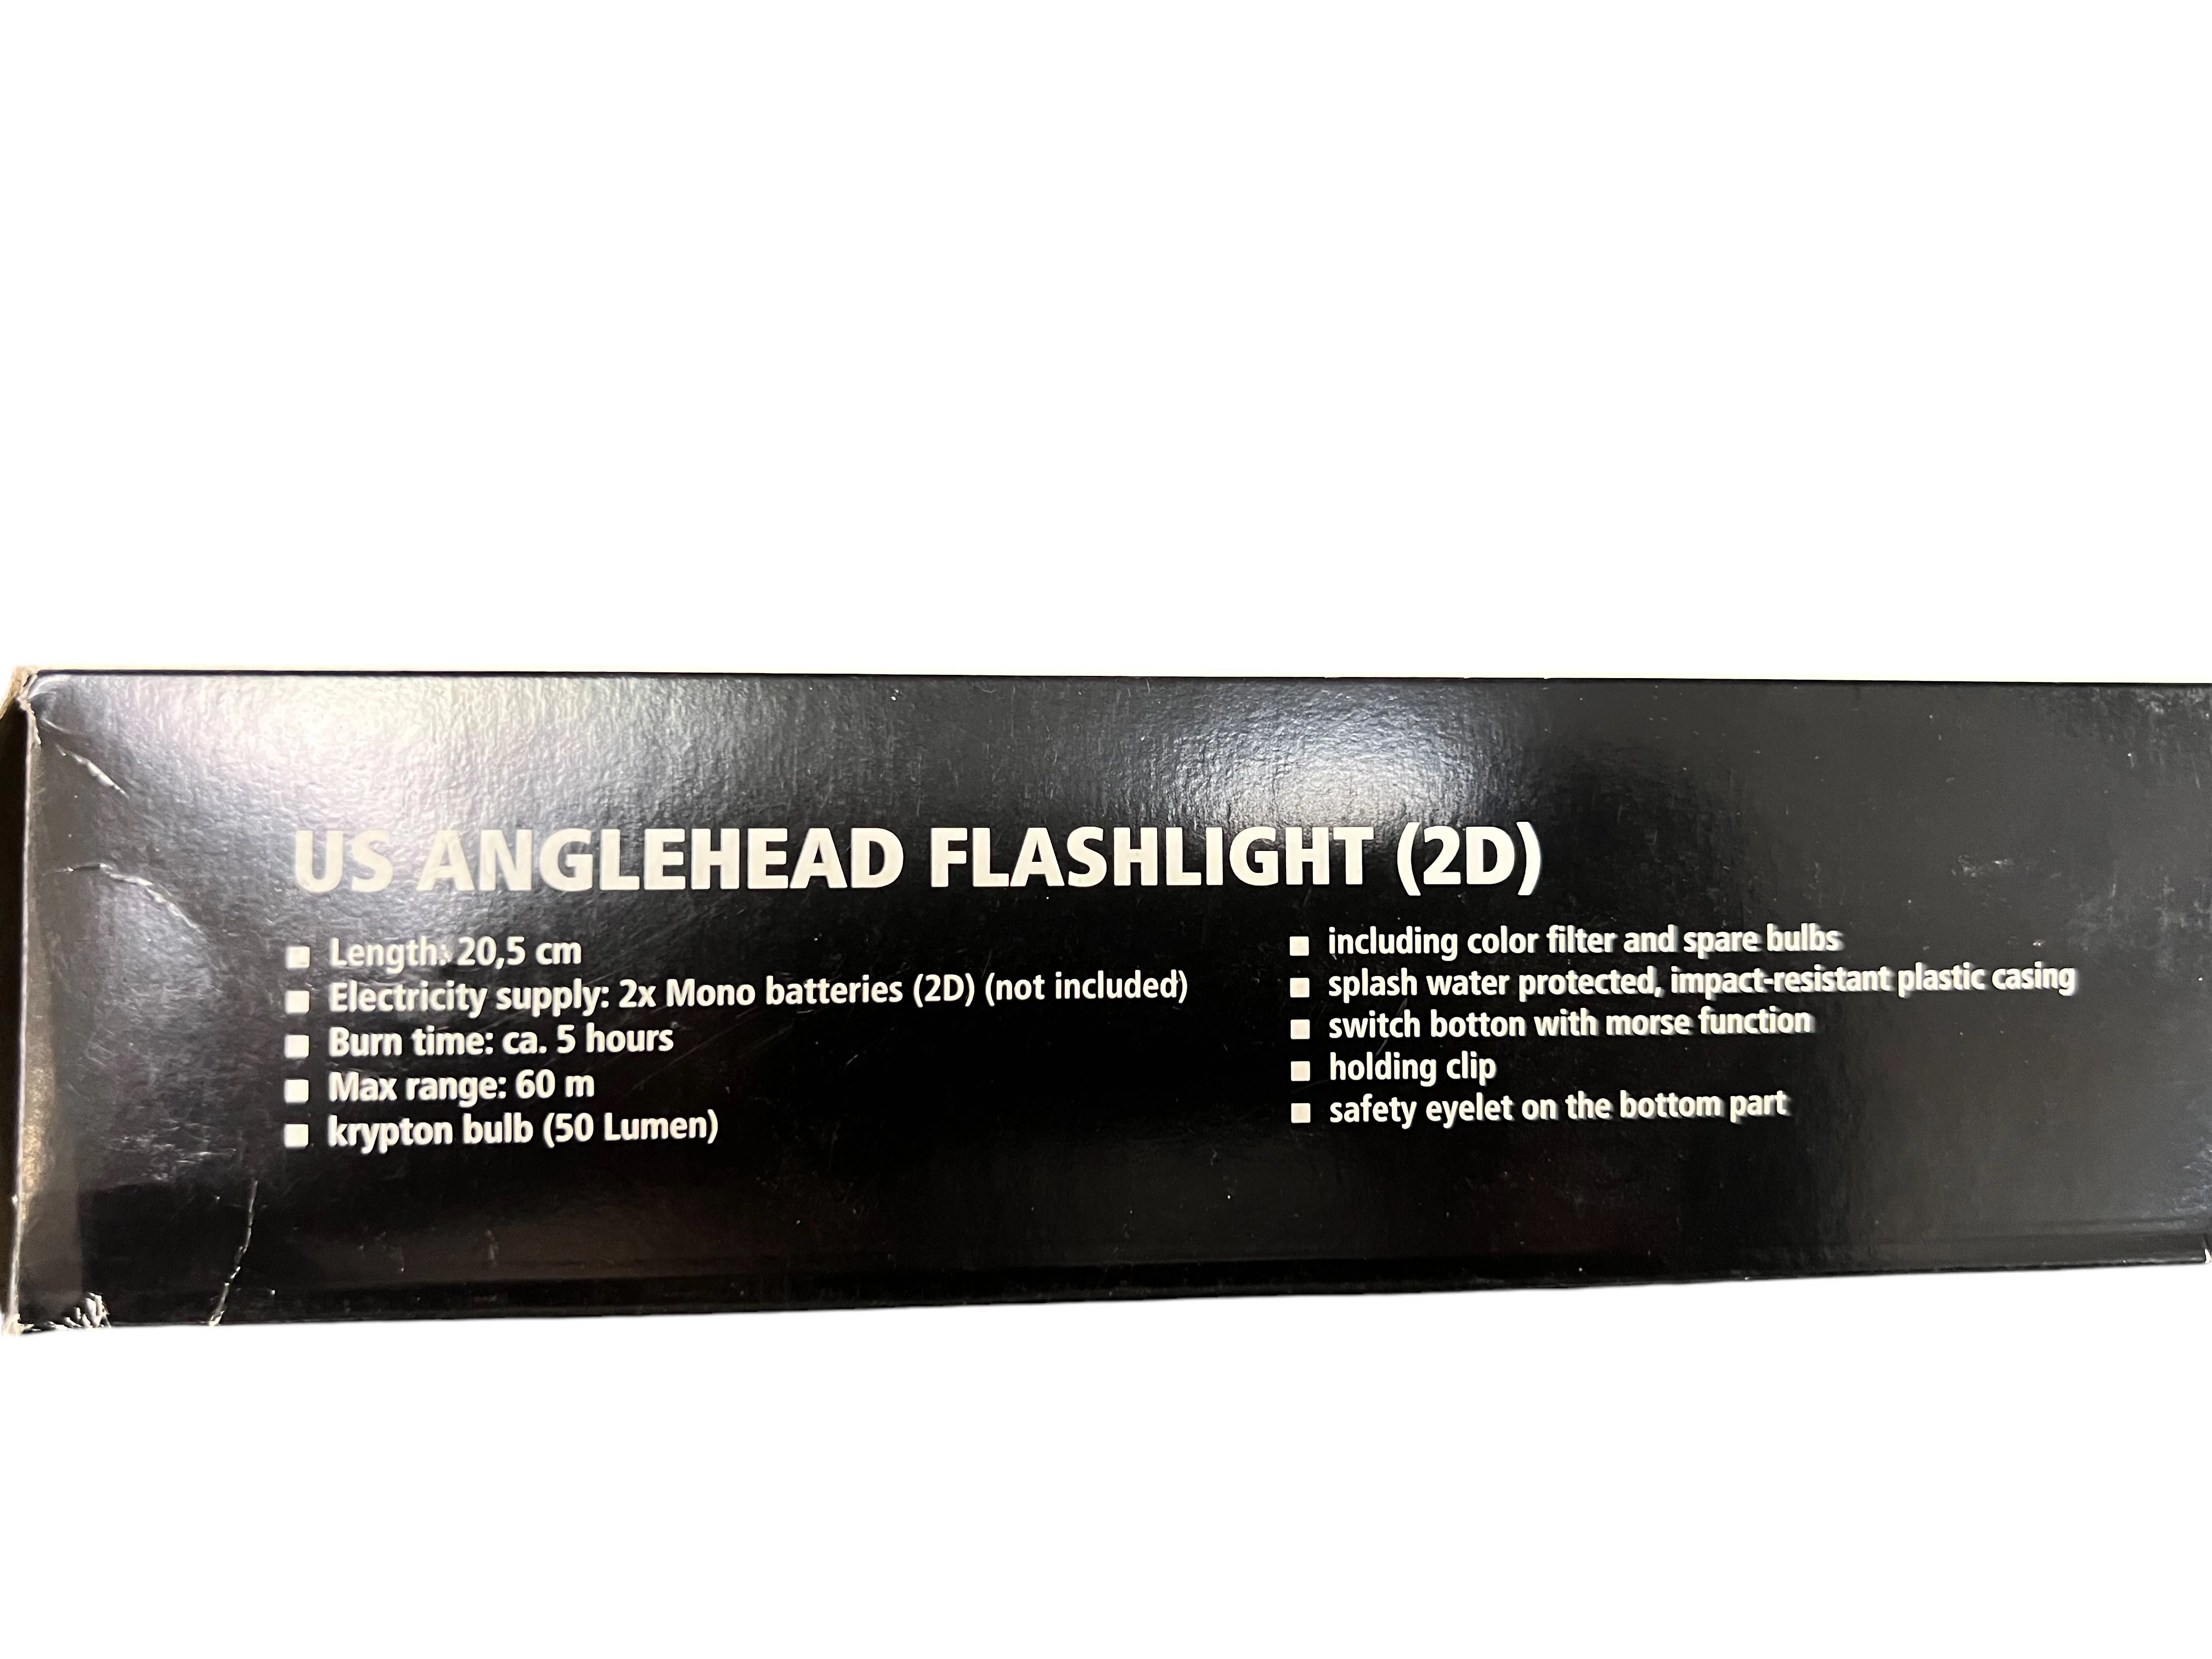 US ANGLEHEAD FLASHLIGHT (2D)
■ Length: 20,5 cm
■ Electricity supply: 2x Mono batteries (2D) (not included)
■ Burn time: ca. 5 hours
■ Max range: 60 m
■ krypton bulb (50 Lumen)
■ including color filter and spare bulbs
■ splash water protected, impact-resistant plastic casing
■ switch botton with morse function
■ holding clip
■ safety eyelet on the bottom part